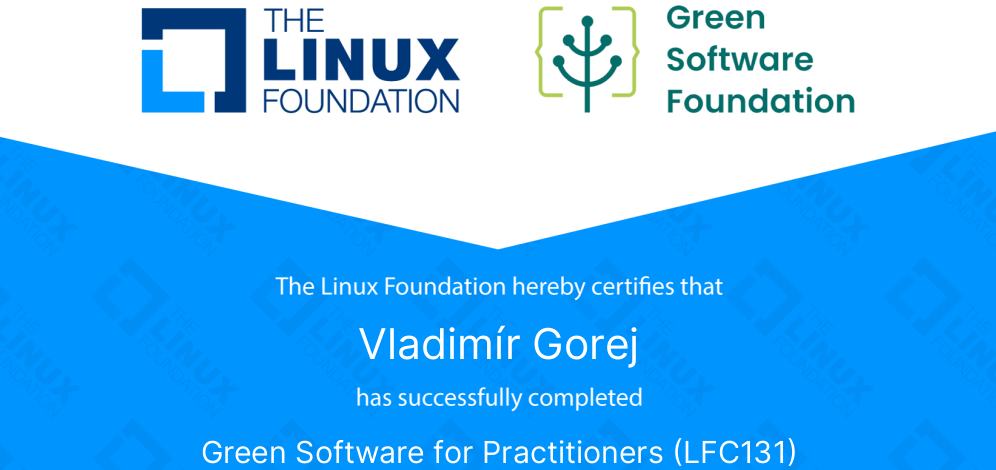 THE
LINUX
FOUNDATION
Green
Software
Foundation
The Linux Foundation hereby certifies that
Vladimír Gorej
has successfully completed
Green Software for Practitioners (LFC131)